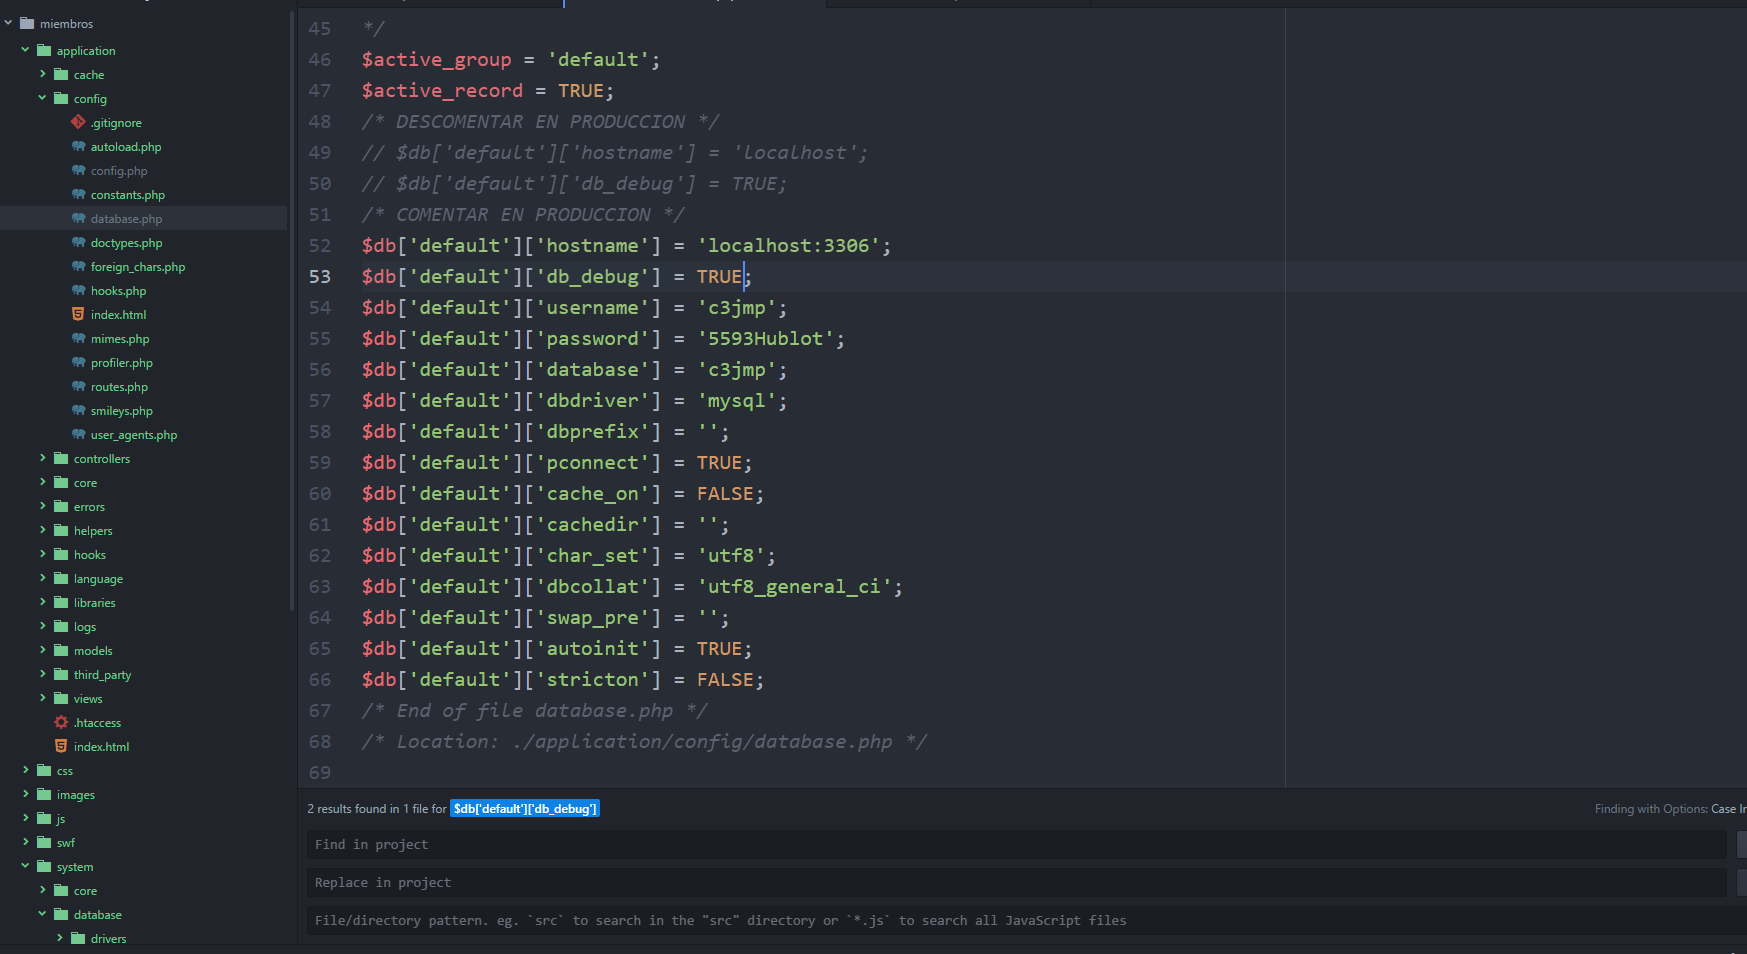 miembros
application
cache
config
.gitignore
autoload.php
config.php
constants.php
database.php
doctypes.php
foreign_chars.php
hooks.php
index.html
mimes.php
profiler.php
routes.php
smileys.php
user_agents.php
controllers
core
errors
helpers
hooks
language
libraries
logs
models
third_party
views
.htaccess
index.html
css
images
js
swf
system
core
database
drivers
45 */
46 $active_group = 'default';
47 $active_record = TRUE;
48 /* DESCOMENTAR EN PRODUCCION */
49 // $db['default']['hostname'] = 'localhost';
50 // $db['default']['db_debug'] = TRUE;
51 /* COMENTAR EN PRODUCCION */
52 $db['default']['hostname'] = 'localhost:3306';
53 $db['default']['db_debug'] = TRUE;
54 $db['default']['username'] = 'c3jmp';
55 $db['default']['password'] = '5593Hublot';
56 $db['default']['database'] = 'c3jmp';
57 $db['default']['dbdriver'] = 'mysql';
58 $db['default']['dbprefix'] = '';
59 $db['default']['pconnect'] = TRUE;
60 $db['default']['cache_on'] = FALSE;
61 $db['default']['cachedir'] = '';
62 $db['default']['char_set'] = 'utf8';
63 $db['default']['dbcollat'] = 'utf8_general_ci';
64 $db['default']['swap_pre'] = '';
65 $db['default']['autoinit'] = TRUE;
66 $db['default']['stricton'] = FALSE;
67 /* End of file database.php */
68 /* Location: ./application/config/database.php */
69
2 results found in 1 file for $db['default']['db_debug']
Finding with Options: Case In
Find in project
Replace in project
File/directory pattern. eg. `src` to search in the "src" directory or `*.js` to search all JavaScript files